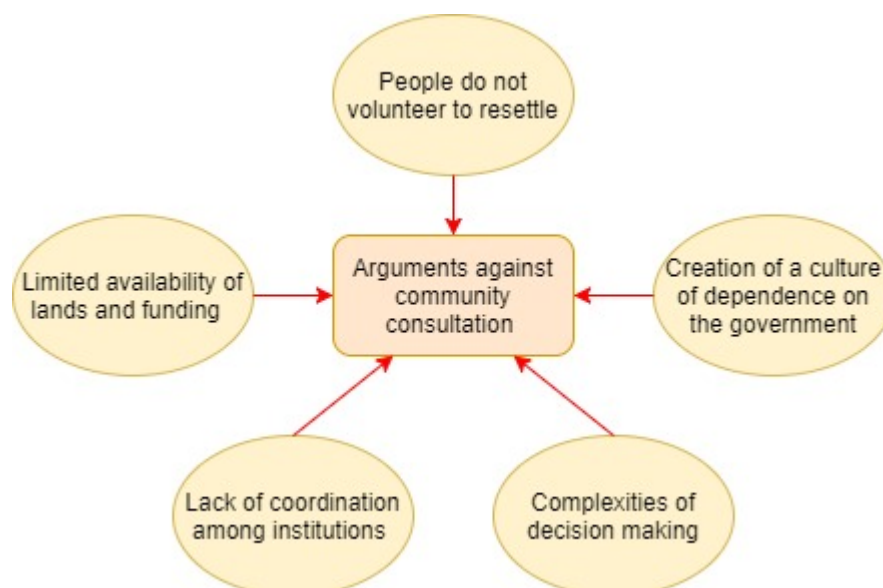 People do not
volunteer to resettle
Limited availability of
lands and funding
Arguments against
community
consultation
Creation of a culture
of dependence on
the government
Lack of coordination
among institutions
Complexities of
decision making